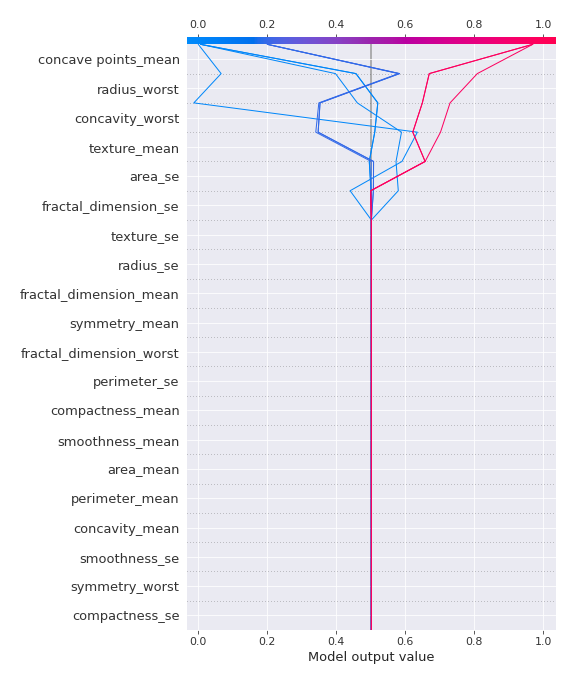 0.0 0.2 0.4 0.6 0.8 1.0
concave points_mean
radius_worst
concavity_worst
texture_mean
area_se
fractal_dimension_se
texture_se
radius_se
fractal_dimension_mean
symmetry_mean
fractal_dimension_worst
perimeter_se
compactness_mean
smoothness_mean
area_mean
perimeter_mean
concavity_mean
smoothness_se
symmetry_worst
compactness_se
0.0 0.2 0.4 0.6 0.8 1.0
Model output value